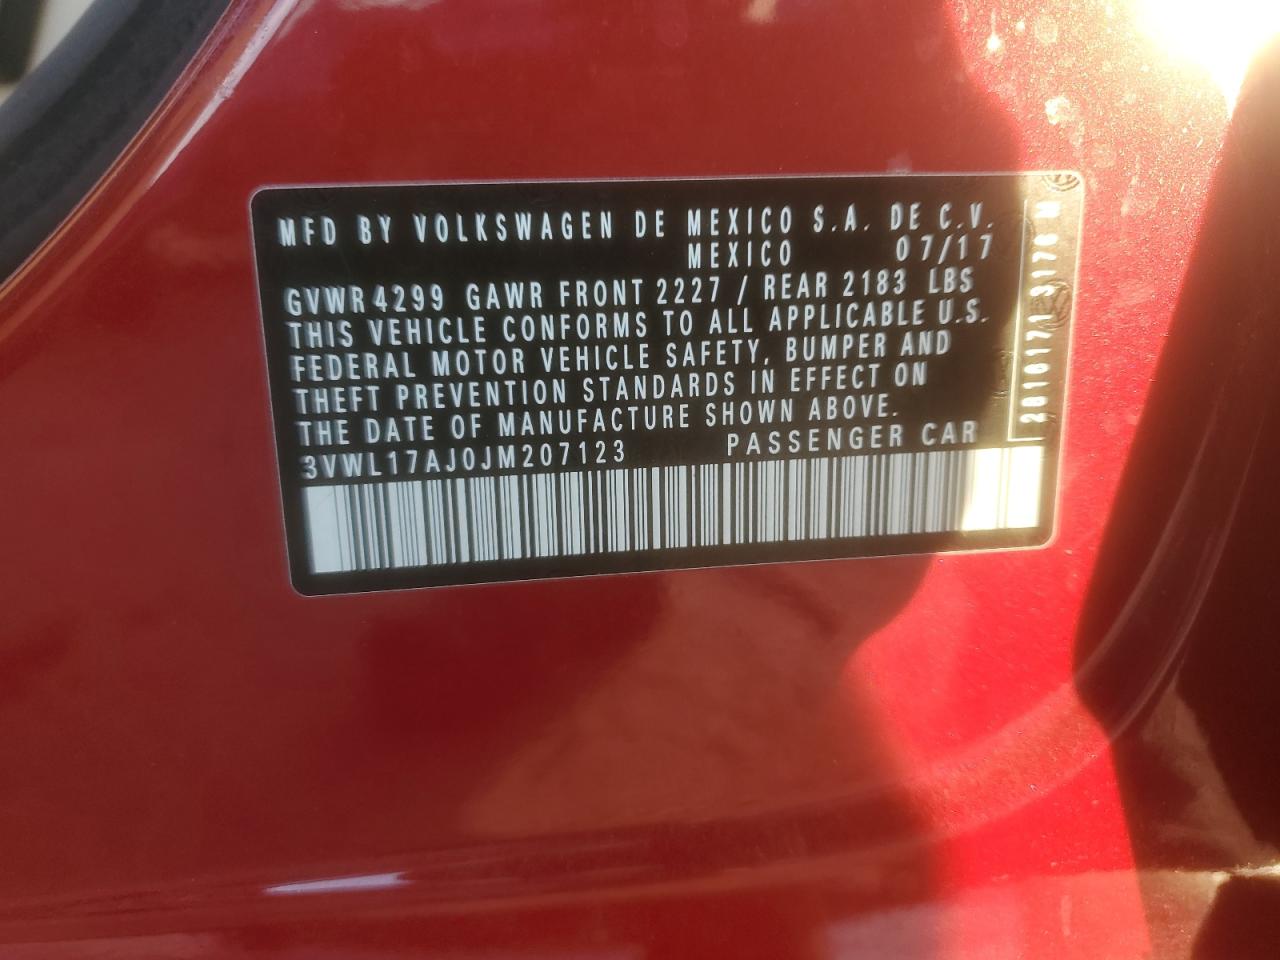 MFD BY VOLKSWAGEN DE MEXICO S.A. DE C.V.
MEXICO 07/17
GVWR 4299 GAWR FRONT 2227 / REAR 2183 LBS
THIS VEHICLE CONFORMS TO ALL APPLICABLE U.S.
FEDERAL MOTOR VEHICLE SAFETY, BUMPER AND
THEFT PREVENTION STANDARDS IN EFFECT ON
THE DATE OF MANUFACTURE SHOWN ABOVE.
3VWL17AJ0JM207123 PASSENGER CAR